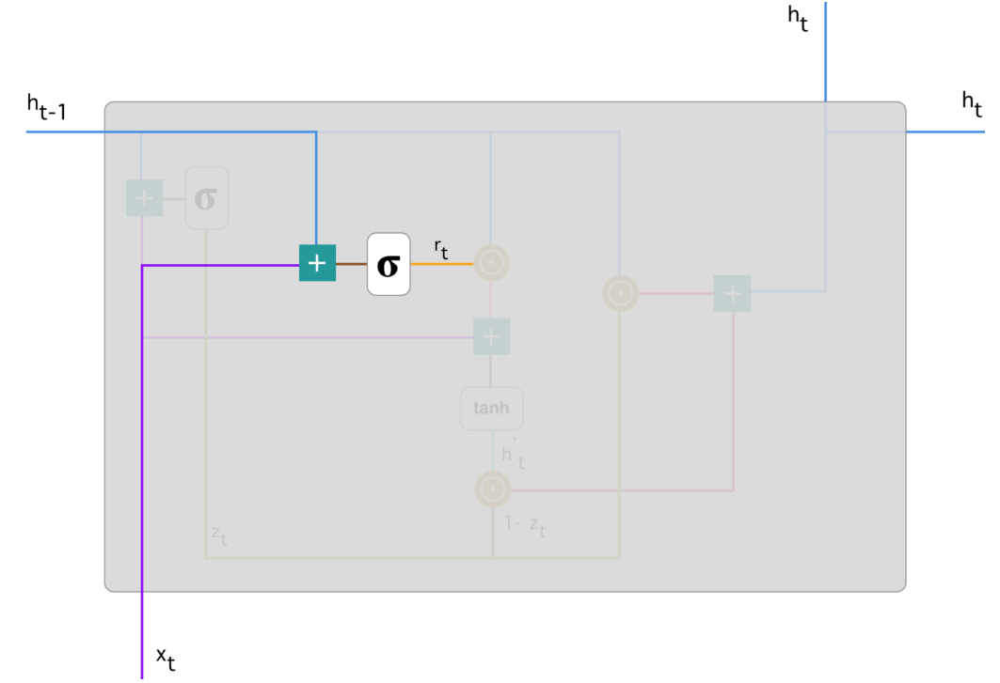 h_t
h_t-1
h_t
σ
σ
r_t
tanh
h'_t
1- z_t
z_t
x_t